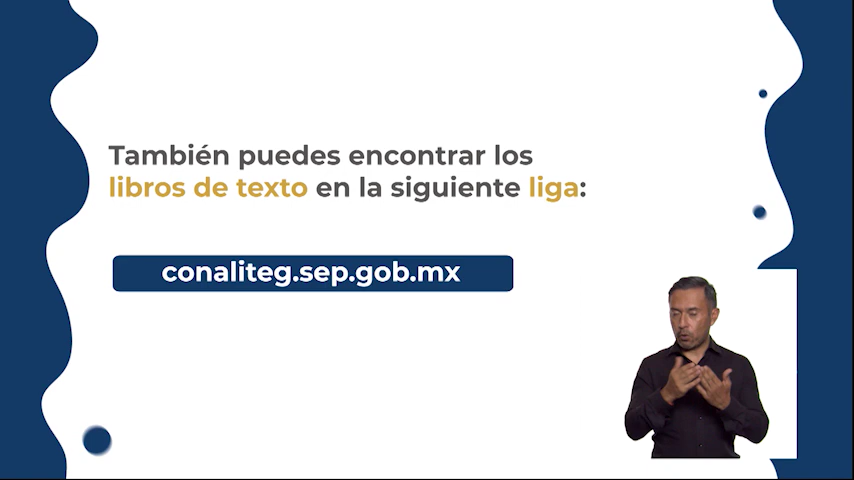 También puedes encontrar los
libros de texto en la siguiente liga:
conaliteg.sep.gob.mx